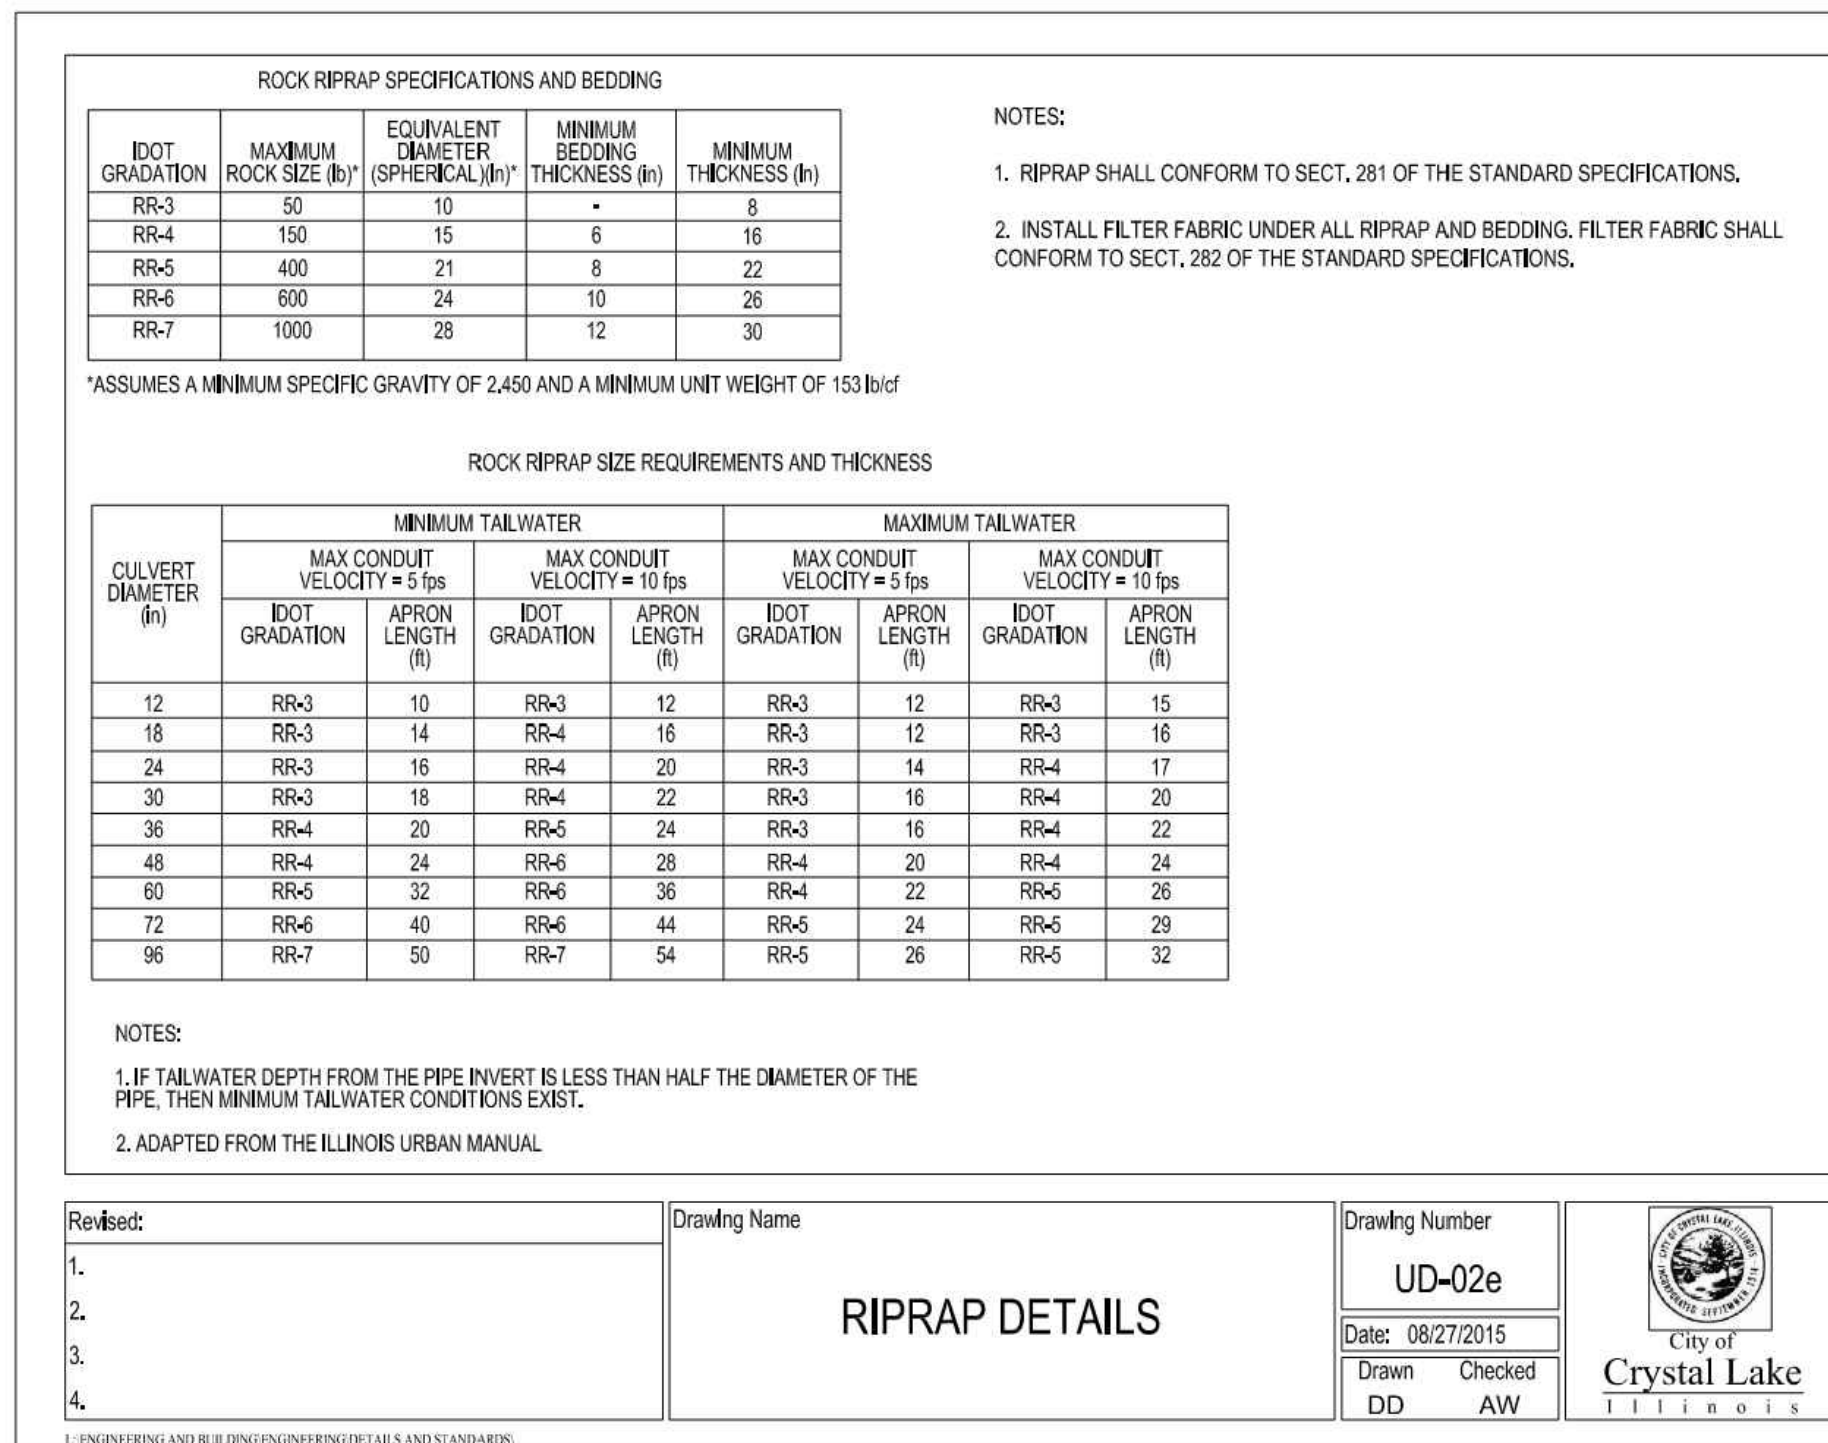 ROCK RIPRAP SPECIFICATIONS AND BEDDING
IDOT GRADATION | MAXIMUM ROCK SIZE (lb)* | EQUIVALENT DIAMETER (SPHERICAL)(in)* | MINIMUM BEDDING THICKNESS (in) | MINIMUM THICKNESS (in)
RR-3 50 10 - 8
RR-4 150 15 6 16
RR-5 400 21 8 22
RR-6 600 24 10 26
RR-7 1000 28 12 30
*ASSUMES A MINIMUM SPECIFIC GRAVITY OF 2.450 AND A MINIMUM UNIT WEIGHT OF 153 lb/cf
NOTES:
1. RIPRAP SHALL CONFORM TO SECT. 281 OF THE STANDARD SPECIFICATIONS.
2. INSTALL FILTER FABRIC UNDER ALL RIPRAP AND BEDDING. FILTER FABRIC SHALL
CONFORM TO SECT. 282 OF THE STANDARD SPECIFICATIONS.
ROCK RIPRAP SIZE REQUIREMENTS AND THICKNESS
CULVERT DIAMETER (in)
MINIMUM TAILWATER MAXIMUM TAILWATER
MAX CONDUIT VELOCITY = 5 fps MAX CONDUIT VELOCITY = 10 fps MAX CONDUIT VELOCITY = 5 fps MAX CONDUIT VELOCITY = 10 fps
IDOT GRADATION APRON LENGTH (ft) IDOT GRADATION APRON LENGTH (ft) IDOT GRADATION APRON LENGTH (ft) IDOT GRADATION APRON LENGTH (ft)
12 RR-3 10 RR-3 12 RR-3 12 RR-3 15
18 RR-3 14 RR-4 16 RR-3 12 RR-3 16
24 RR-3 16 RR-4 20 RR-3 14 RR-4 17
30 RR-3 18 RR-4 22 RR-3 16 RR-4 20
36 RR-4 20 RR-5 24 RR-3 16 RR-4 22
48 RR-4 24 RR-6 28 RR-4 20 RR-4 24
60 RR-5 32 RR-6 36 RR-4 22 RR-5 26
72 RR-6 40 RR-6 44 RR-5 24 RR-5 29
96 RR-7 50 RR-7 54 RR-5 26 RR-5 32
NOTES:
1. IF TAILWATER DEPTH FROM THE PIPE INVERT IS LESS THAN HALF THE DIAMETER OF THE
PIPE, THEN MINIMUM TAILWATER CONDITIONS EXIST.
2. ADAPTED FROM THE ILLINOIS URBAN MANUAL
Revised:
1.
2.
3.
4.
Drawing Name
RIPRAP DETAILS
Drawing Number
UD-02e
Date: 08/27/2015
Drawn Checked
DD AW
CITY OF CRYSTAL LAKE, ILLINOIS
INCORPORATED SEPTEMBER 1914
City of
Crystal Lake
Illinois
L:\ENGINEERING AND BUILDING\ENGINEERING\DETAILS AND STANDARDS\